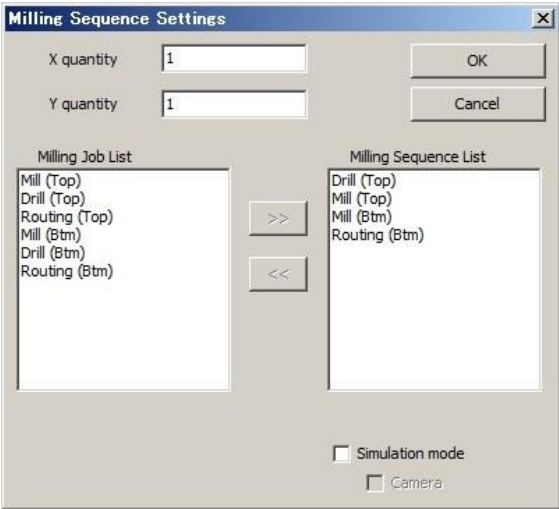 Milling Sequence Settings
X quantity
1
OK
Y quantity
1
Cancel
Milling Job List
Mill (Top)
Drill (Top)
Routing (Top)
Mill (Btm)
Drill (Btm)
Routing (Btm)
>>
<<
Milling Sequence List
Drill (Top)
Mill (Top)
Mill (Btm)
Routing (Btm)
Simulation mode
Camera